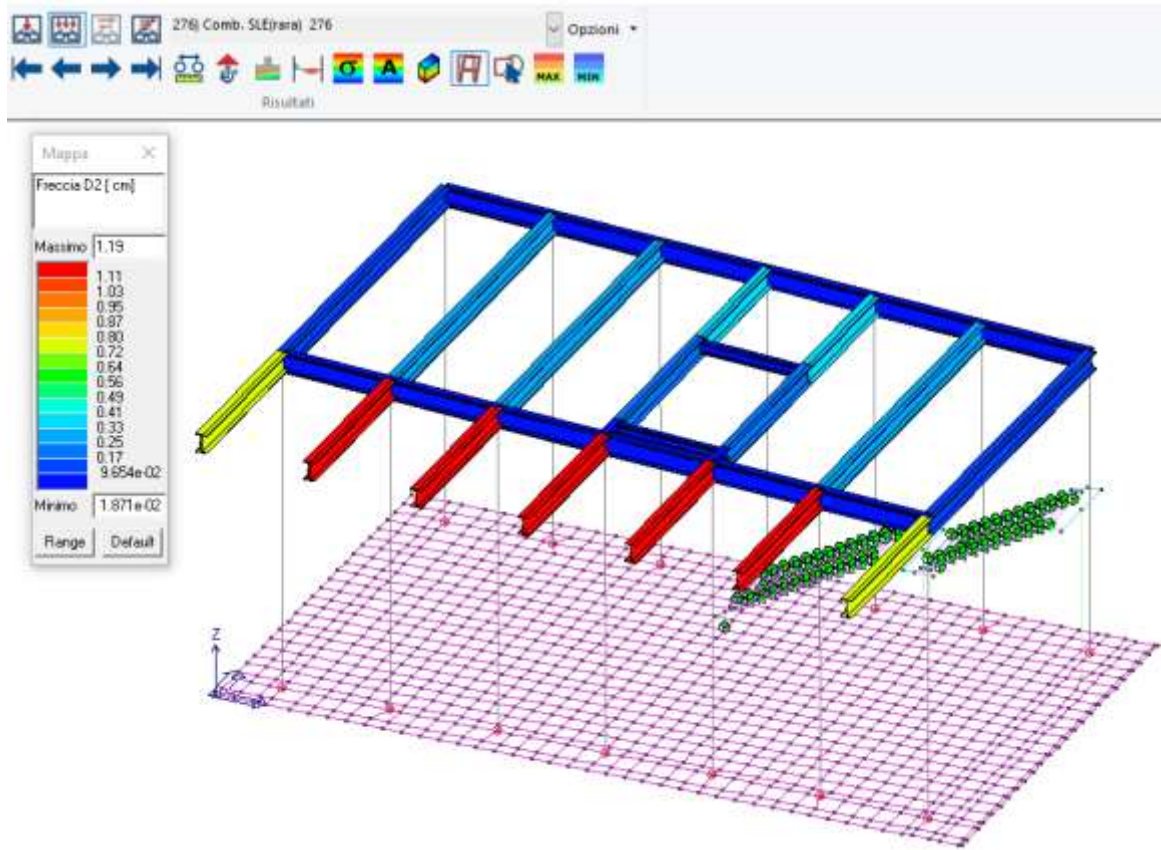 276) Comb. SLE(rara) 276
Opzioni
σ
A
MAX
MIN
Risultati
Mappa
Freccia D2 [ cm]
Massimo 1.19
1.11
1.03
0.95
0.87
0.80
0.72
0.64
0.56
0.49
0.41
0.33
0.25
0.17
9.654e-02
Minimo 1.871e-02
Range Default
Z